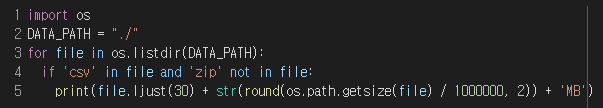 1 import os
2 DATA_PATH = "./"
3 for file in os.listdir(DATA_PATH):
4   if 'csv' in file and 'zip' not in file:
5     print(file.ljust(30) + str(round(os.path.getsize(file) / 1000000, 2)) + 'MB')